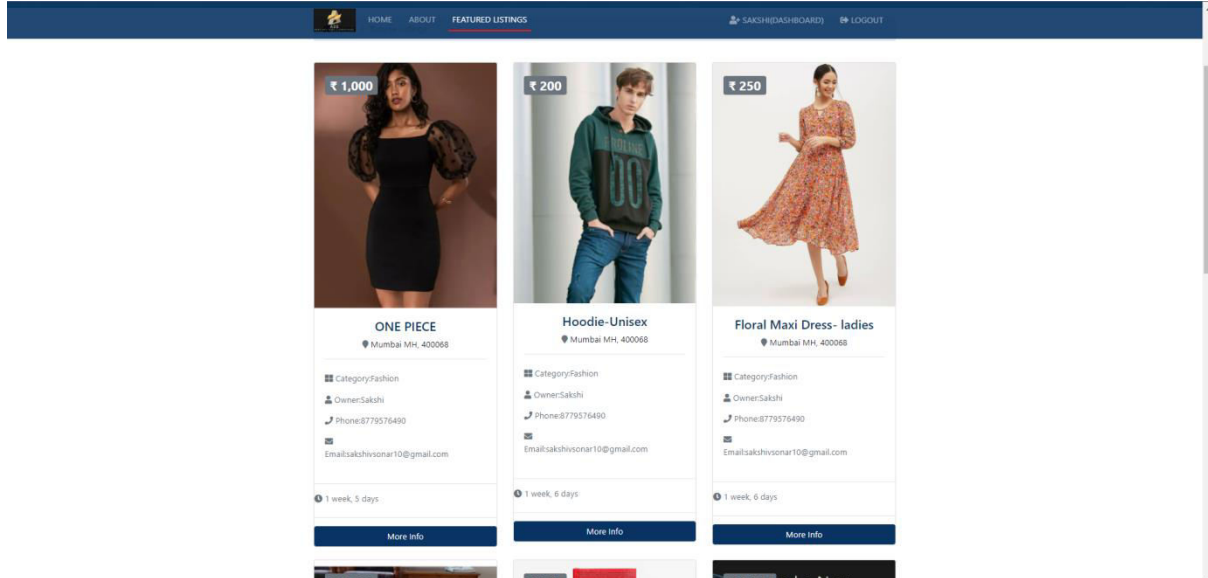 HOME ABOUT FEATURED LISTINGS SAKSHI(DASHBOARD) LOGOUT
₹ 1,000
ONE PIECE
Mumbai MH, 400068
Category:Fashion
Owner:Sakshi
Phone:8779576490
Email:sakshivsonar10@gmail.com
1 week, 5 days
More Info
₹ 200
PROLINE
00
Hoodie-Unisex
Mumbai MH, 400068
Category:Fashion
Owner:Sakshi
Phone:8779576490
Email:sakshivsonar10@gmail.com
1 week, 6 days
More Info
₹ 250
Floral Maxi Dress- ladies
Mumbai MH, 400068
Category:Fashion
Owner:Sakshi
Phone:8779576490
Email:sakshivsonar10@gmail.com
1 week, 6 days
More Info